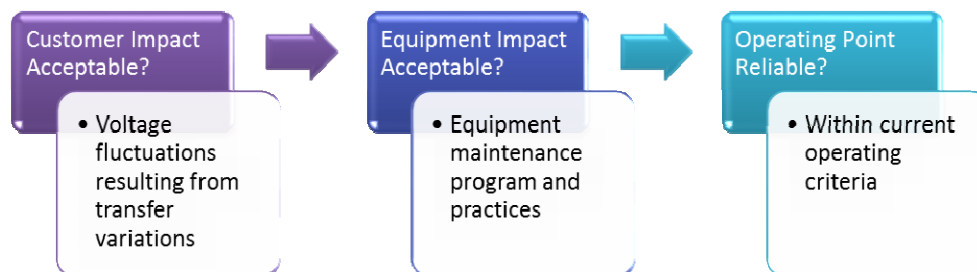 Customer Impact
Acceptable?
• Voltage
fluctuations
resulting from
transfer
variations
Equipment Impact
Acceptable?
• Equipment
maintenance
program and
practices
Operating Point
Reliable?
• Within current
operating
criteria